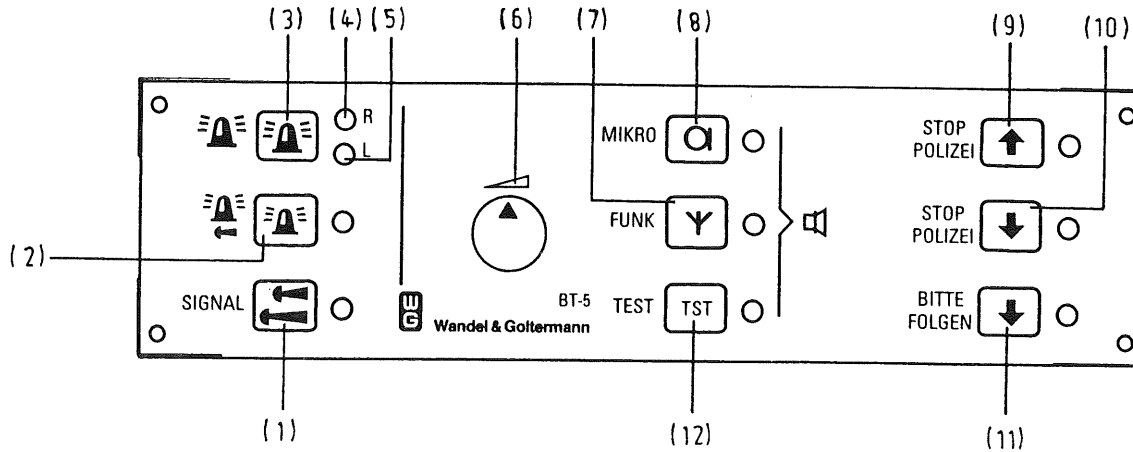 (3) (4) (5) (6) (8) (9) (10)
(7)
R
L
MIKRO
STOP
POLIZEI
FUNK
STOP
POLIZEI
(2)
SIGNAL
BT-5
TEST
TST
BITTE
FOLGEN
WG
Wandel & Goltermann
(1) (12) (11)